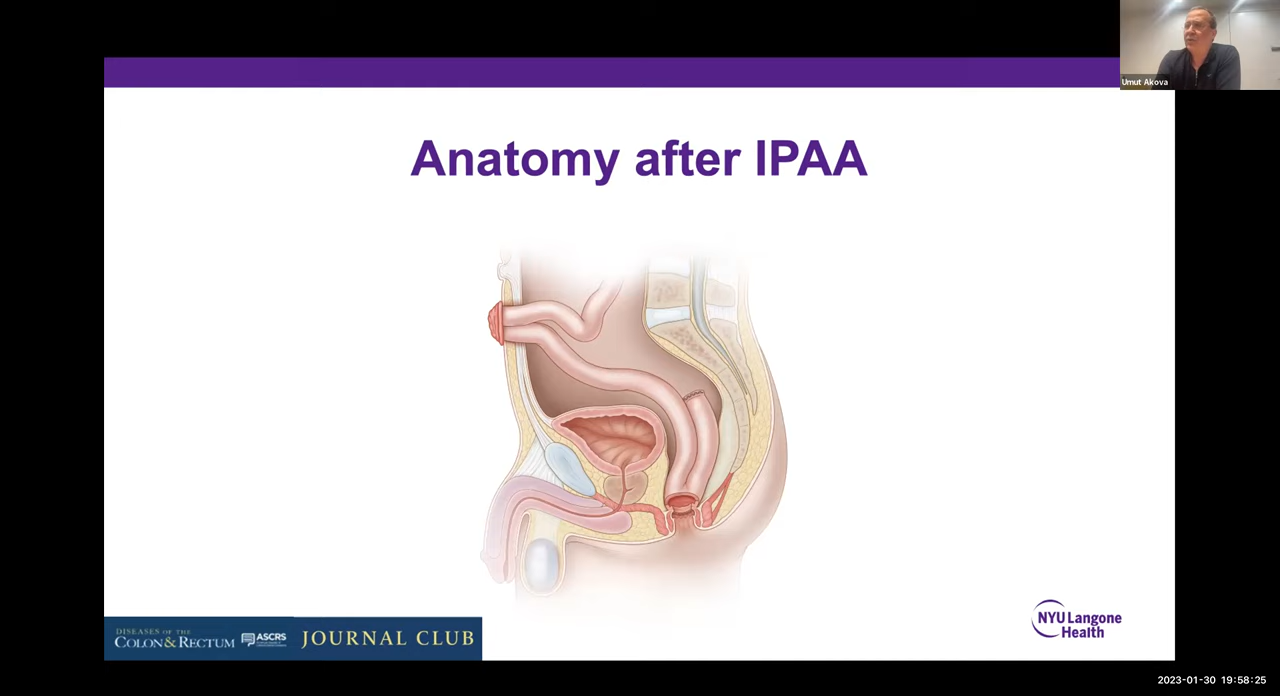 Umut Akova
Anatomy after IPAA
DISEASES OF THE
COLON & RECTUM
ASCRS
JOURNAL CLUB
NYU Langone
Health
2023-01-30 19:58:25